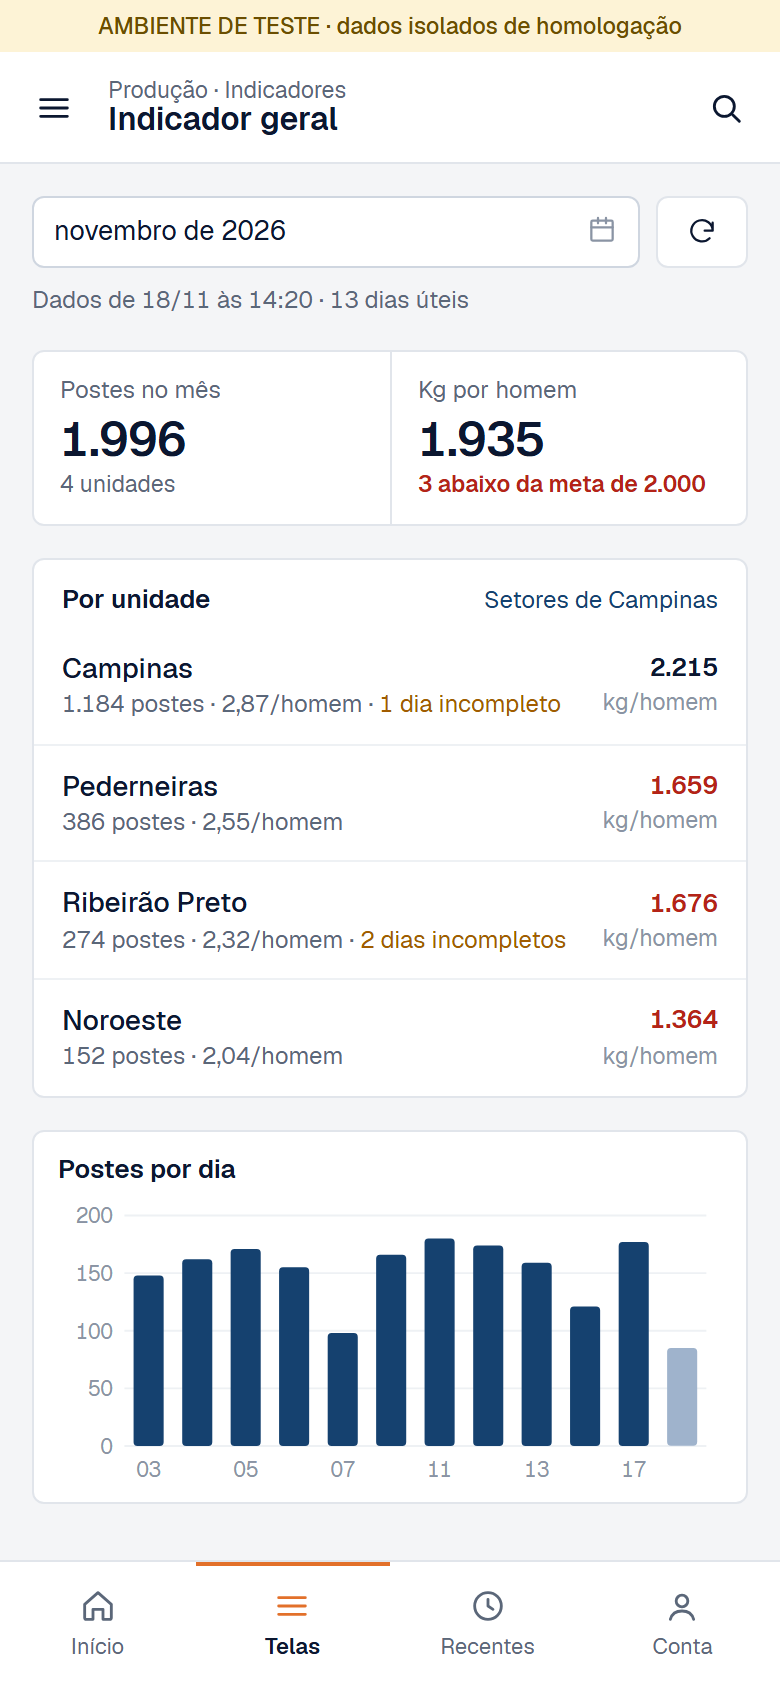 AMBIENTE DE TESTE · dados isolados de homologação
Produção · Indicadores
Indicador geral
novembro de 2026
Dados de 18/11 às 14:20 · 13 dias úteis
Postes no mês
1.996
4 unidades
Kg por homem
1.935
3 abaixo da meta de 2.000
Por unidade
Setores de Campinas
Campinas
2.215
1.184 postes · 2,87/homem · 1 dia incompleto
kg/homem
Pederneiras
1.659
386 postes · 2,55/homem
kg/homem
Ribeirão Preto
1.676
274 postes · 2,32/homem · 2 dias incompletos
kg/homem
Noroeste
1.364
152 postes · 2,04/homem
kg/homem
Postes por dia
200
150
100
50
0
03 05 07 11 13 17
Início
Telas
Recentes
Conta